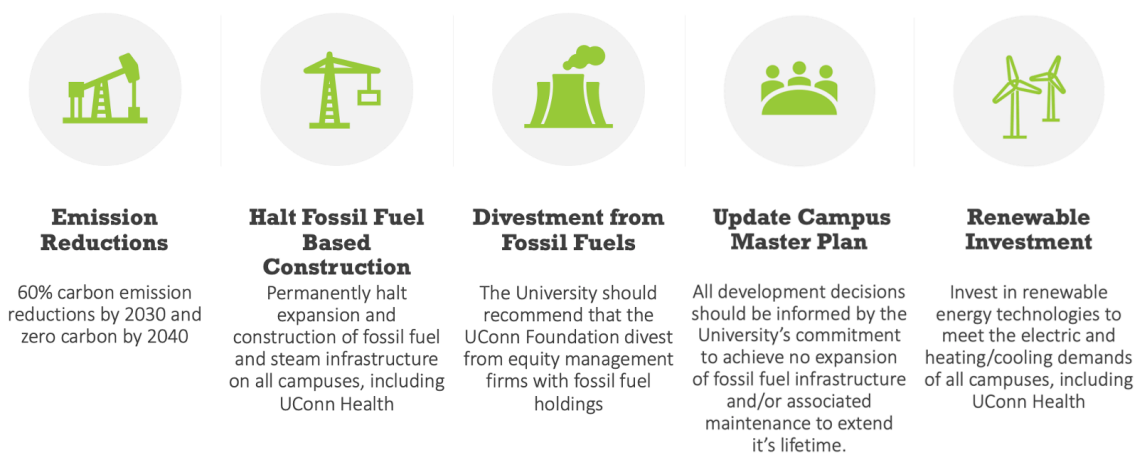 Emission
Reductions
60% carbon emission
reductions by 2030 and
zero carbon by 2040
Halt Fossil Fuel
Based
Construction
Permanently halt
expansion and
construction of fossil fuel
and steam infrastructure
on all campuses, including
UConn Health
Divestment from
Fossil Fuels
The University should
recommend that the
UConn Foundation divest
from equity management
firms with fossil fuel
holdings
Update Campus
Master Plan
All development decisions
should be informed by the
University’s commitment
to achieve no expansion
of fossil fuel infrastructure
and/or associated
maintenance to extend
it’s lifetime.
Renewable
Investment
Invest in renewable
energy technologies to
meet the electric and
heating/cooling demands
of all campuses, including
UConn Health